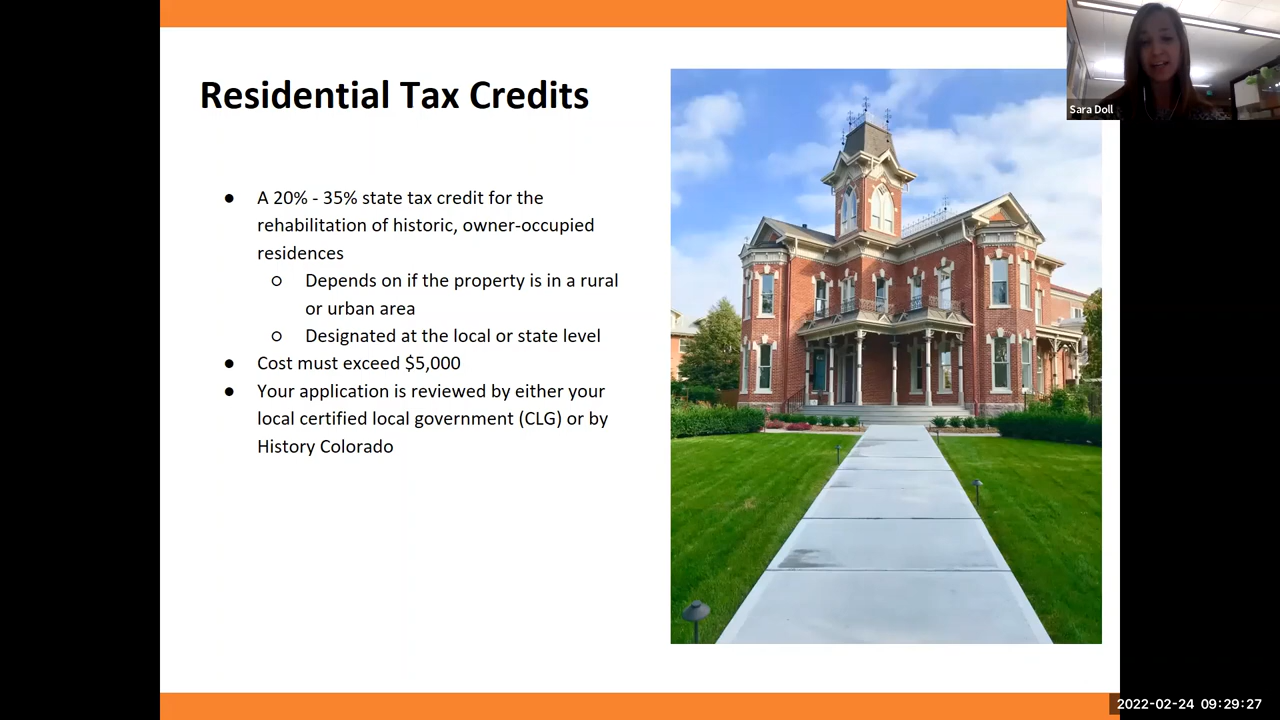 Residential Tax Credits
● A 20% - 35% state tax credit for the
rehabilitation of historic, owner-occupied
residences
○ Depends on if the property is in a rural
or urban area
○ Designated at the local or state level
● Cost must exceed $5,000
● Your application is reviewed by either your
local certified local government (CLG) or by
History Colorado
Sara Doll
2022-02-24 09:29:27